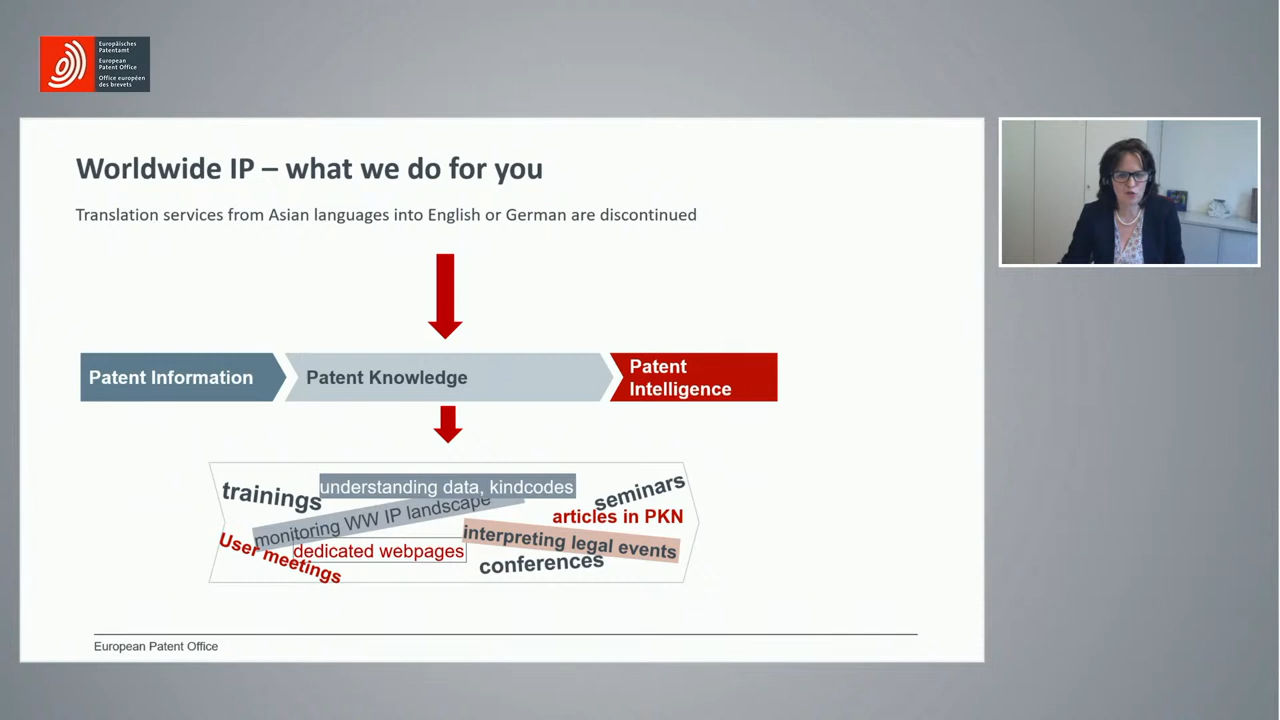 Europäisches
Patentamt
European
Patent Office
Office européen
des brevets
Worldwide IP – what we do for you
Translation services from Asian languages into English or German are discontinued
Patent Information
Patent Knowledge
Patent
Intelligence
trainings
understanding data, kindcodes
seminars
monitoring WW IP landscape
articles in PKN
User meetings
dedicated webpages
interpreting legal events
conferences
European Patent Office